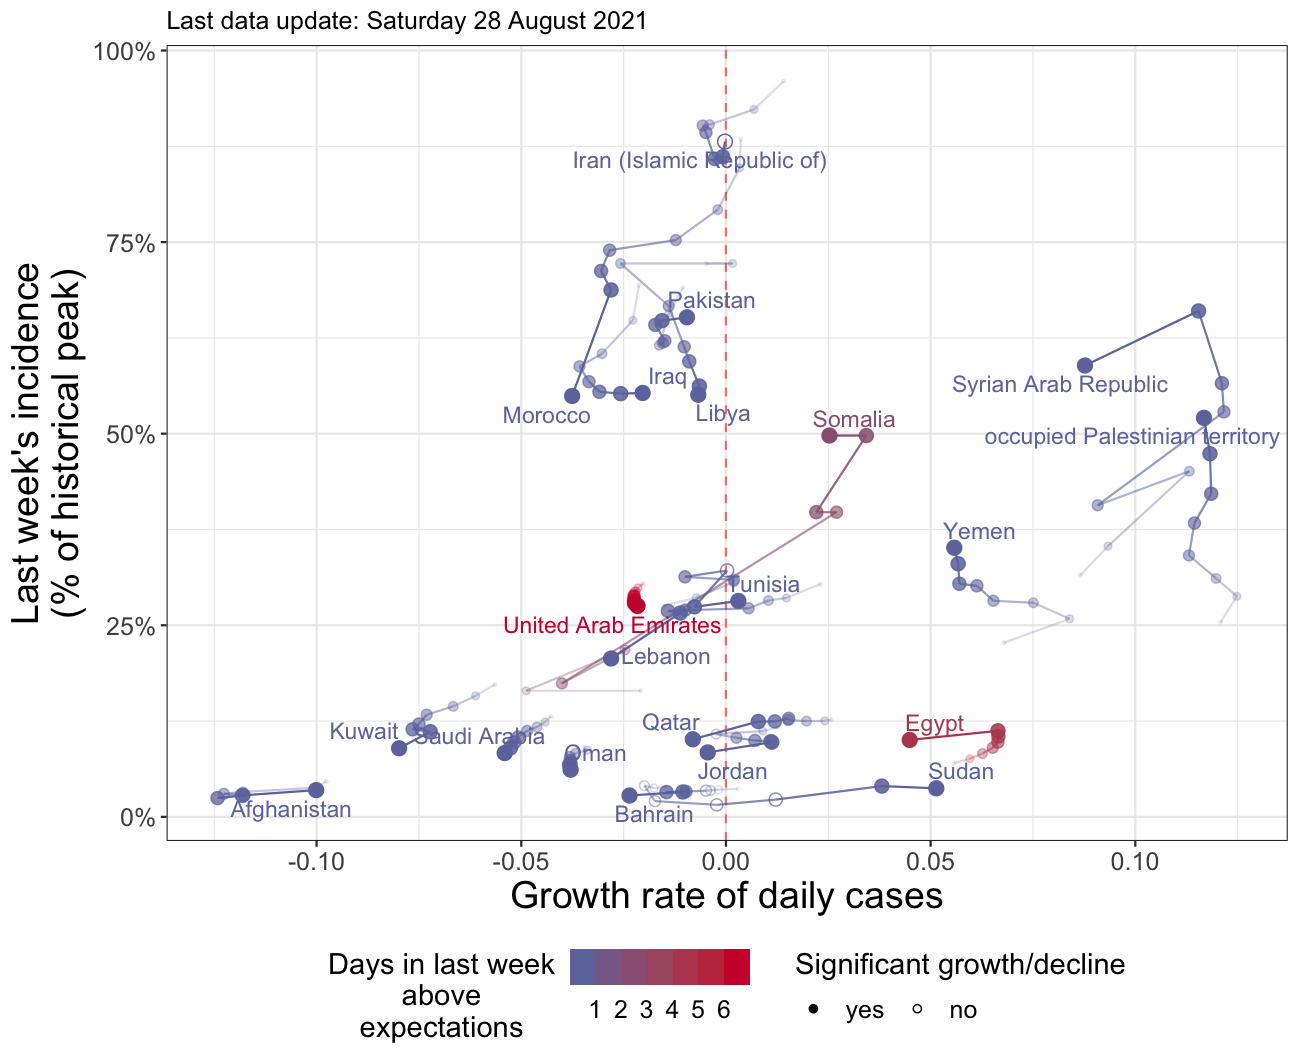 Last data update: Saturday 28 August 2021
100%
75%
50%
25%
0%
Last week's incidence
(% of historical peak)
Iran (Islamic Republic of)
Pakistan
Iraq
Morocco
Libya
Syrian Arab Republic
Somalia
occupied Palestinian territory
Yemen
Tunisia
United Arab Emirates
Lebanon
Kuwait
Saudi Arabia
Qatar
Egypt
Oman
Jordan
Sudan
Afghanistan
Bahrain
-0.10
-0.05
0.00
0.05
0.10
Growth rate of daily cases
Days in last week
above
expectations
1 2 3 4 5 6
Significant growth/decline
yes
no